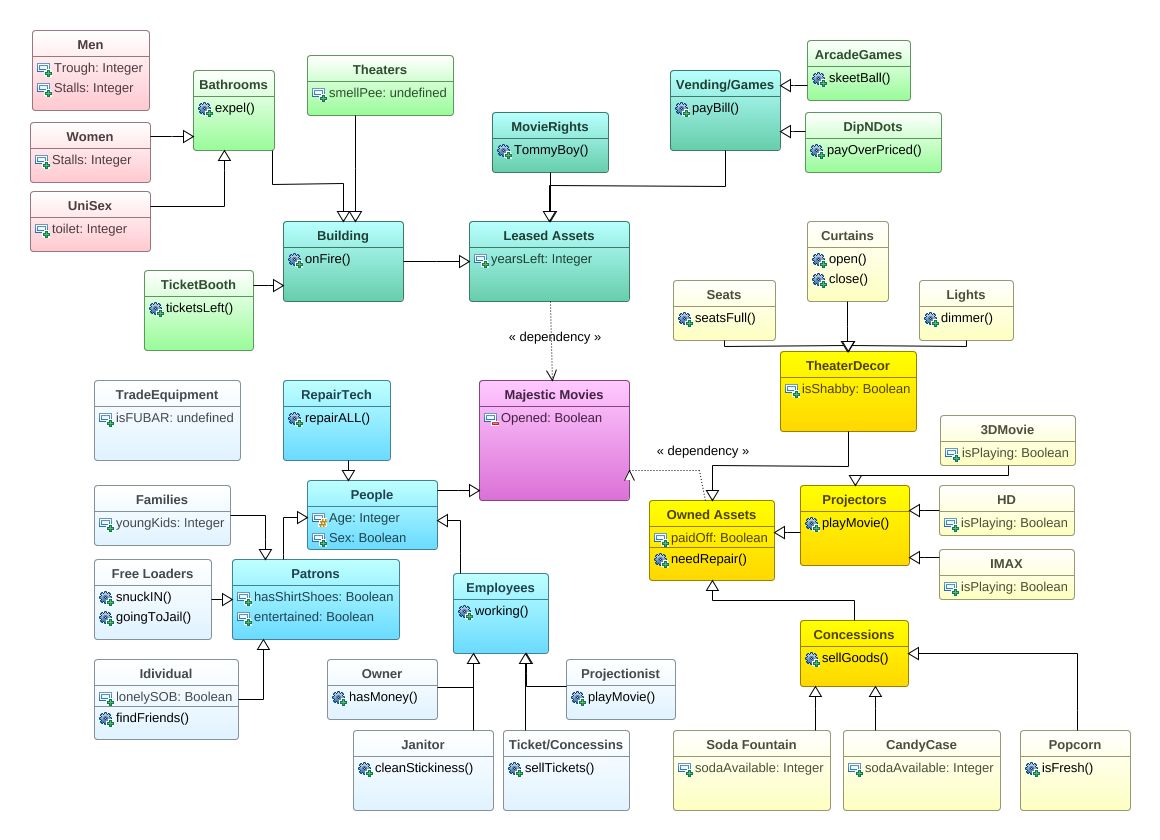 Men
Trough: Integer
Stalls: Integer
Bathrooms
expel()
Theaters
smellPee: undefined
Vending/Games
payBill()
ArcadeGames
skeetBall()
Women
Stalls: Integer
MovieRights
TommyBoy()
DipNDots
payOverPriced()
UniSex
toilet: Integer
Building
onFire()
Leased Assets
yearsLeft: Integer
Curtains
open()
close()
TicketBooth
ticketsLeft()
Seats
seatsFull()
Lights
dimmer()
« dependency »
TheaterDecor
isShabby: Boolean
TradeEquipment
isFUBAR: undefined
RepairTech
repairALL()
Majestic Movies
Opened: Boolean
« dependency »
3DMovie
isPlaying: Boolean
Families
youngKids: Integer
People
Age: Integer
Sex: Boolean
Owned Assets
paidOff: Boolean
needRepair()
Projectors
playMovie()
HD
isPlaying: Boolean
IMAX
isPlaying: Boolean
Free Loaders
snuckIN()
goingToJail()
Patrons
hasShirtShoes: Boolean
entertained: Boolean
Employees
working()
Concessions
sellGoods()
Idividual
lonelySOB: Boolean
findFriends()
Owner
hasMoney()
Projectionist
playMovie()
Janitor
cleanStickiness()
Ticket/Concessins
sellTickets()
Soda Fountain
sodaAvailable: Integer
CandyCase
sodaAvailable: Integer
Popcorn
isFresh()